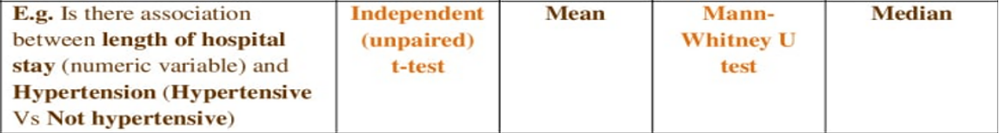 E.g. Is there association
between length of hospital
stay (numeric variable) and
Hypertension (Hypertensive
Vs Not hypertensive)
Independent
(unpaired)
t-test
Mean
Mann-
Whitney U
test
Median